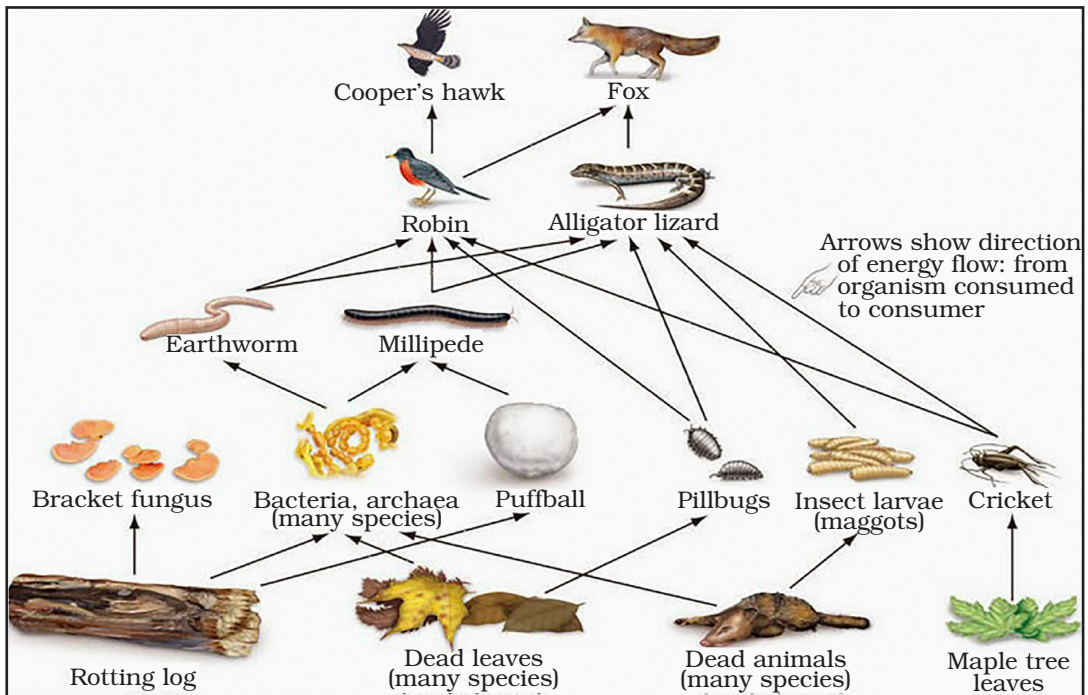 Cooper's hawk
Fox
Robin
Alligator lizard
Arrows show direction
of energy flow: from
organism consumed
to consumer
Earthworm
Millipede
Bracket fungus
Bacteria, archaea
(many species)
Puffball
Pillbugs
Insect larvae
(maggots)
Cricket
Rotting log
Dead leaves
(many species)
Dead animals
(many species)
Maple tree
leaves